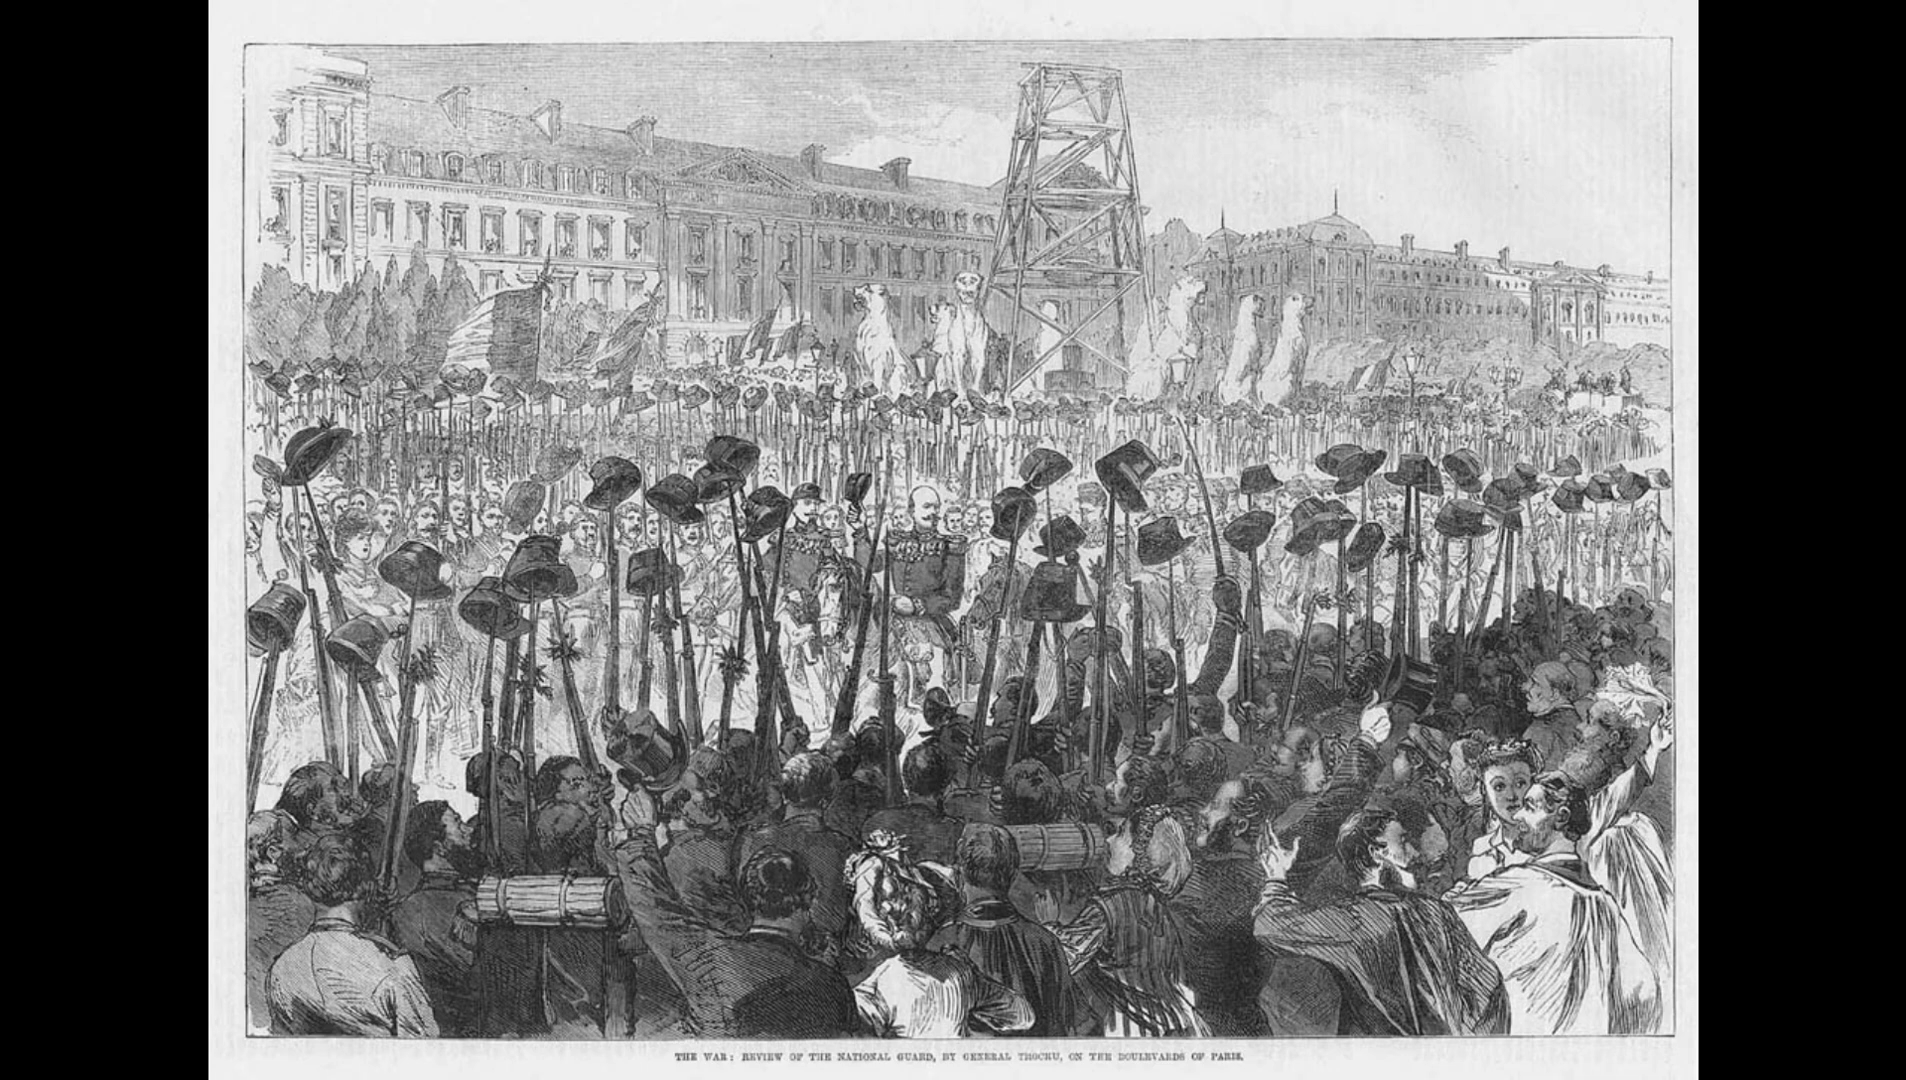 THE WAR: REVIEW OF THE NATIONAL GUARD, BY GENERAL TROCHU, ON THE BOULEVARDS OF PARIS.